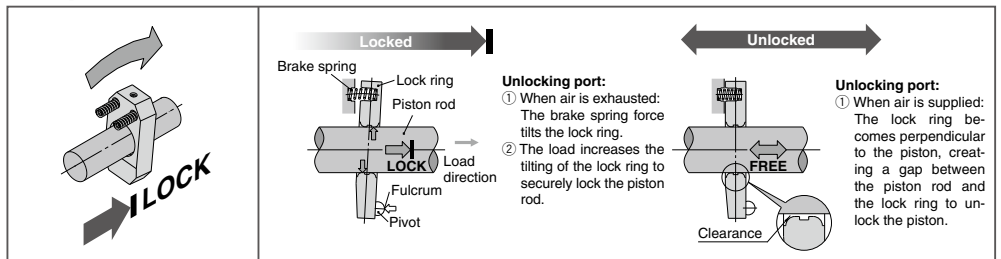 LOCK
Locked
Brake spring
Lock ring
Piston rod
LOCK
Load
direction
Fulcrum
Pivot
Unlocking port:
① When air is exhausted:
The brake spring force
tilts the lock ring.
② The load increases the
tilting of the lock ring to
securely lock the piston
rod.
Unlocked
FREE
Clearance
Unlocking port:
① When air is supplied:
The lock ring be-
comes perpendicular
to the piston, creat-
ing a gap between
the piston rod and
the lock ring to un-
lock the piston.